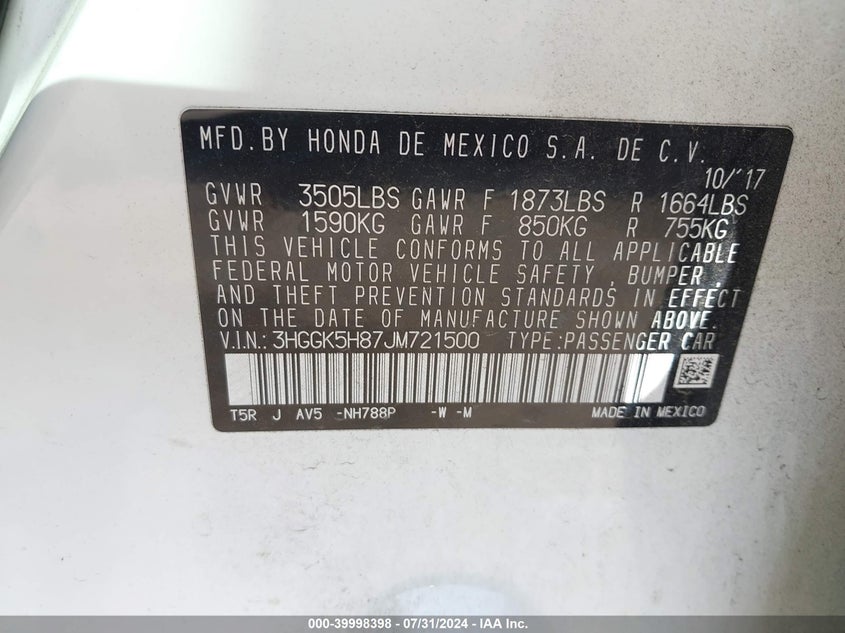 MFD. BY HONDA DE MEXICO S.A. DE C.V.
10/'17
GVWR 3505LBS GAWR F 1873LBS R 1664LBS
GVWR 1590KG GAWR F 850KG R 755KG
THIS VEHICLE CONFORMS TO ALL APPLICABLE
FEDERAL MOTOR VEHICLE SAFETY, BUMPER,
AND THEFT PREVENTION STANDARDS IN EFFECT
ON THE DATE OF MANUFACTURE SHOWN ABOVE.
V.I.N.:3HGGK5H87JM721500 TYPE:PASSENGER CAR
T5R J AV5 -NH788P -W -M MADE IN MEXICO
000-39998398 - 07/31/2024 - IAA Inc.